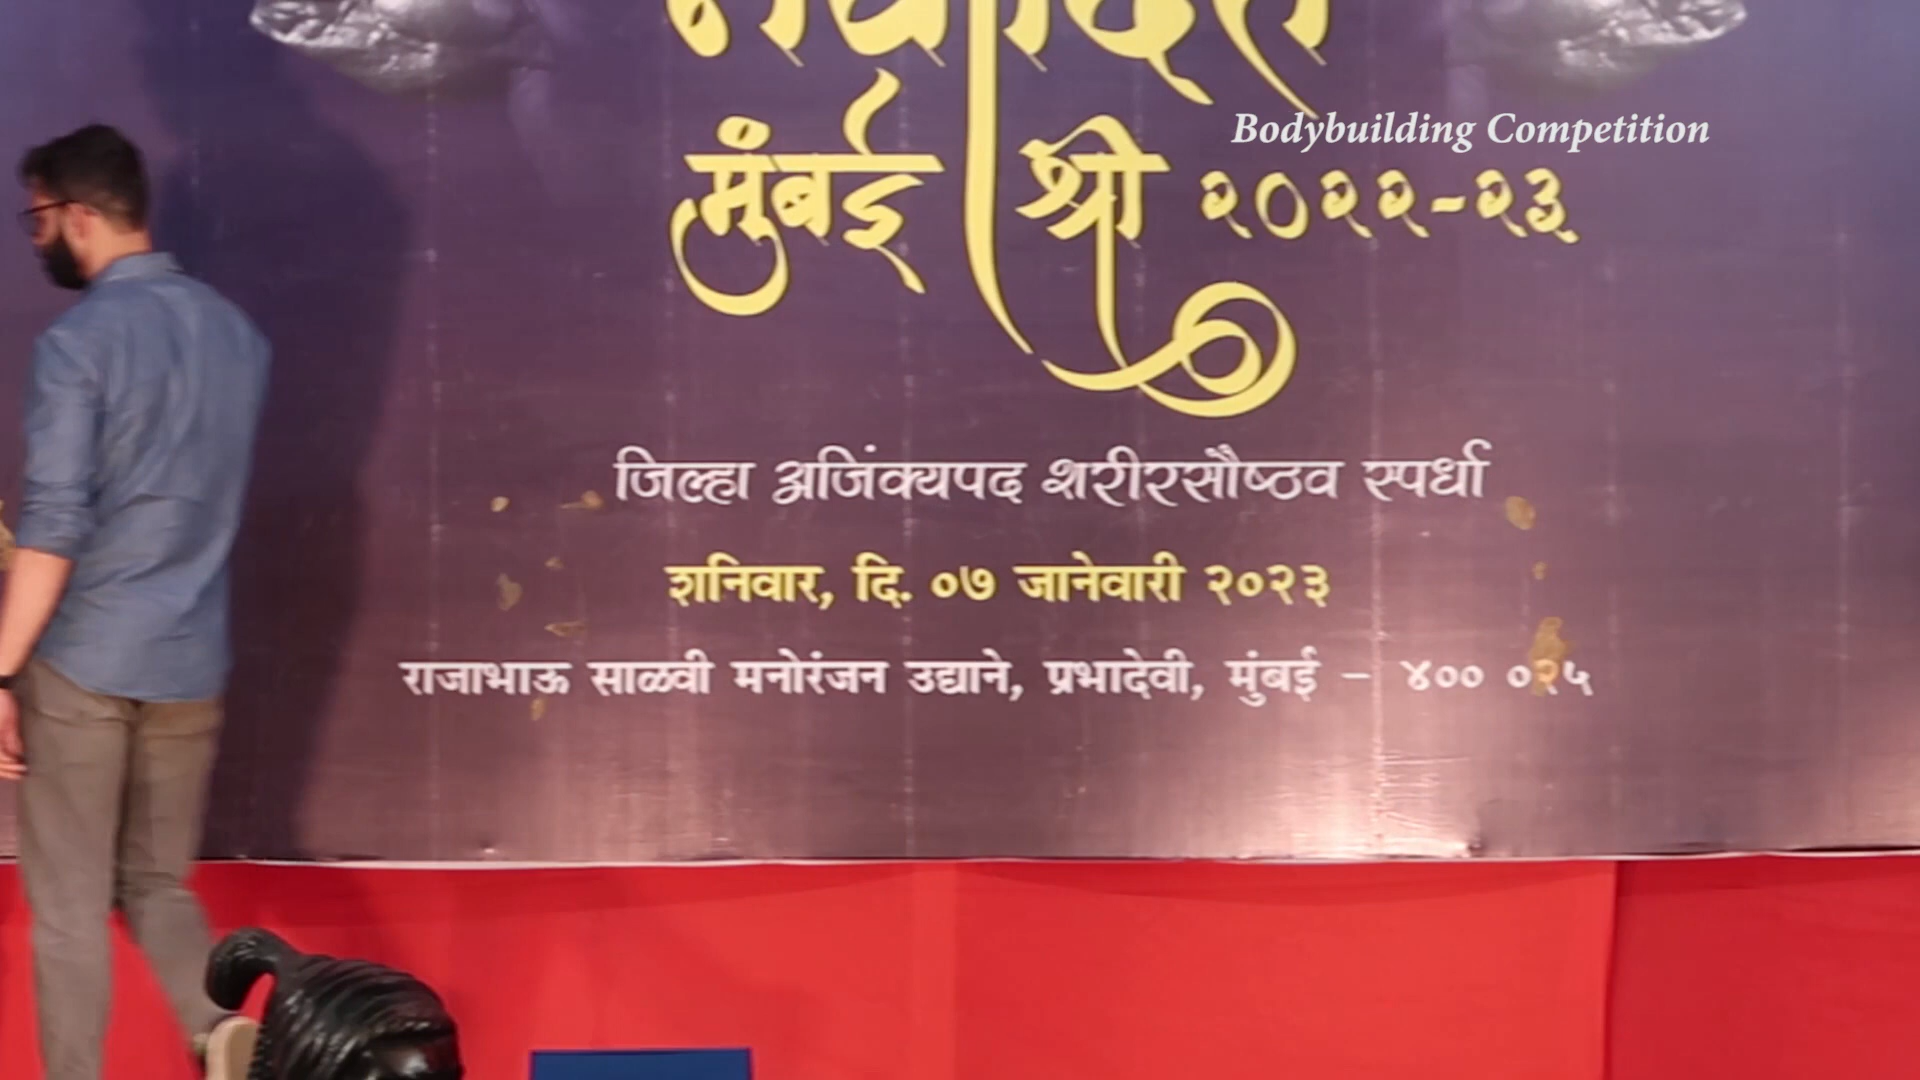 Bodybuilding Competition
मुंबई श्री २०२२-२३
जिल्हा अजिंक्यपद शरीरसौष्ठव स्पर्धा
शनिवार, दि. ०७ जानेवारी २०२३
राजाभाऊ साळवी मनोरंजन उद्याने, प्रभादेवी, मुंबई – ४०० ०२५